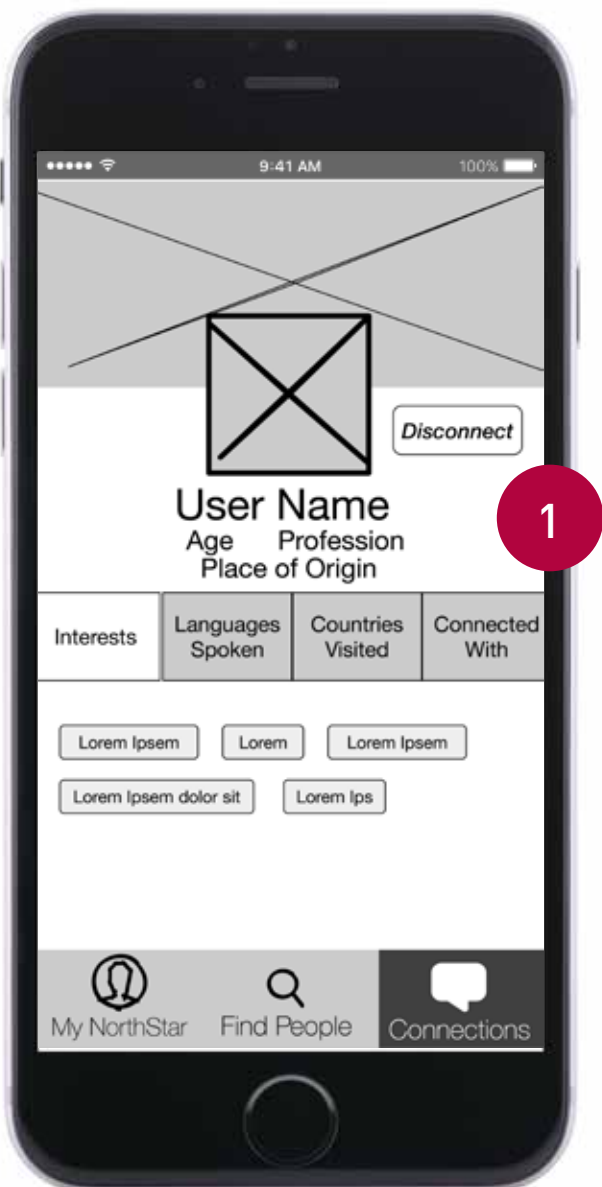 9:41 AM 100%
Disconnect
User Name
1
Age Profession
Place of Origin
Interests
Languages
Spoken
Countries
Visited
Connected
With
Lorem Ipsem Lorem Lorem Ipsem
Lorem Ipsem dolor sit Lorem Ips
My NorthStar Find People Connections